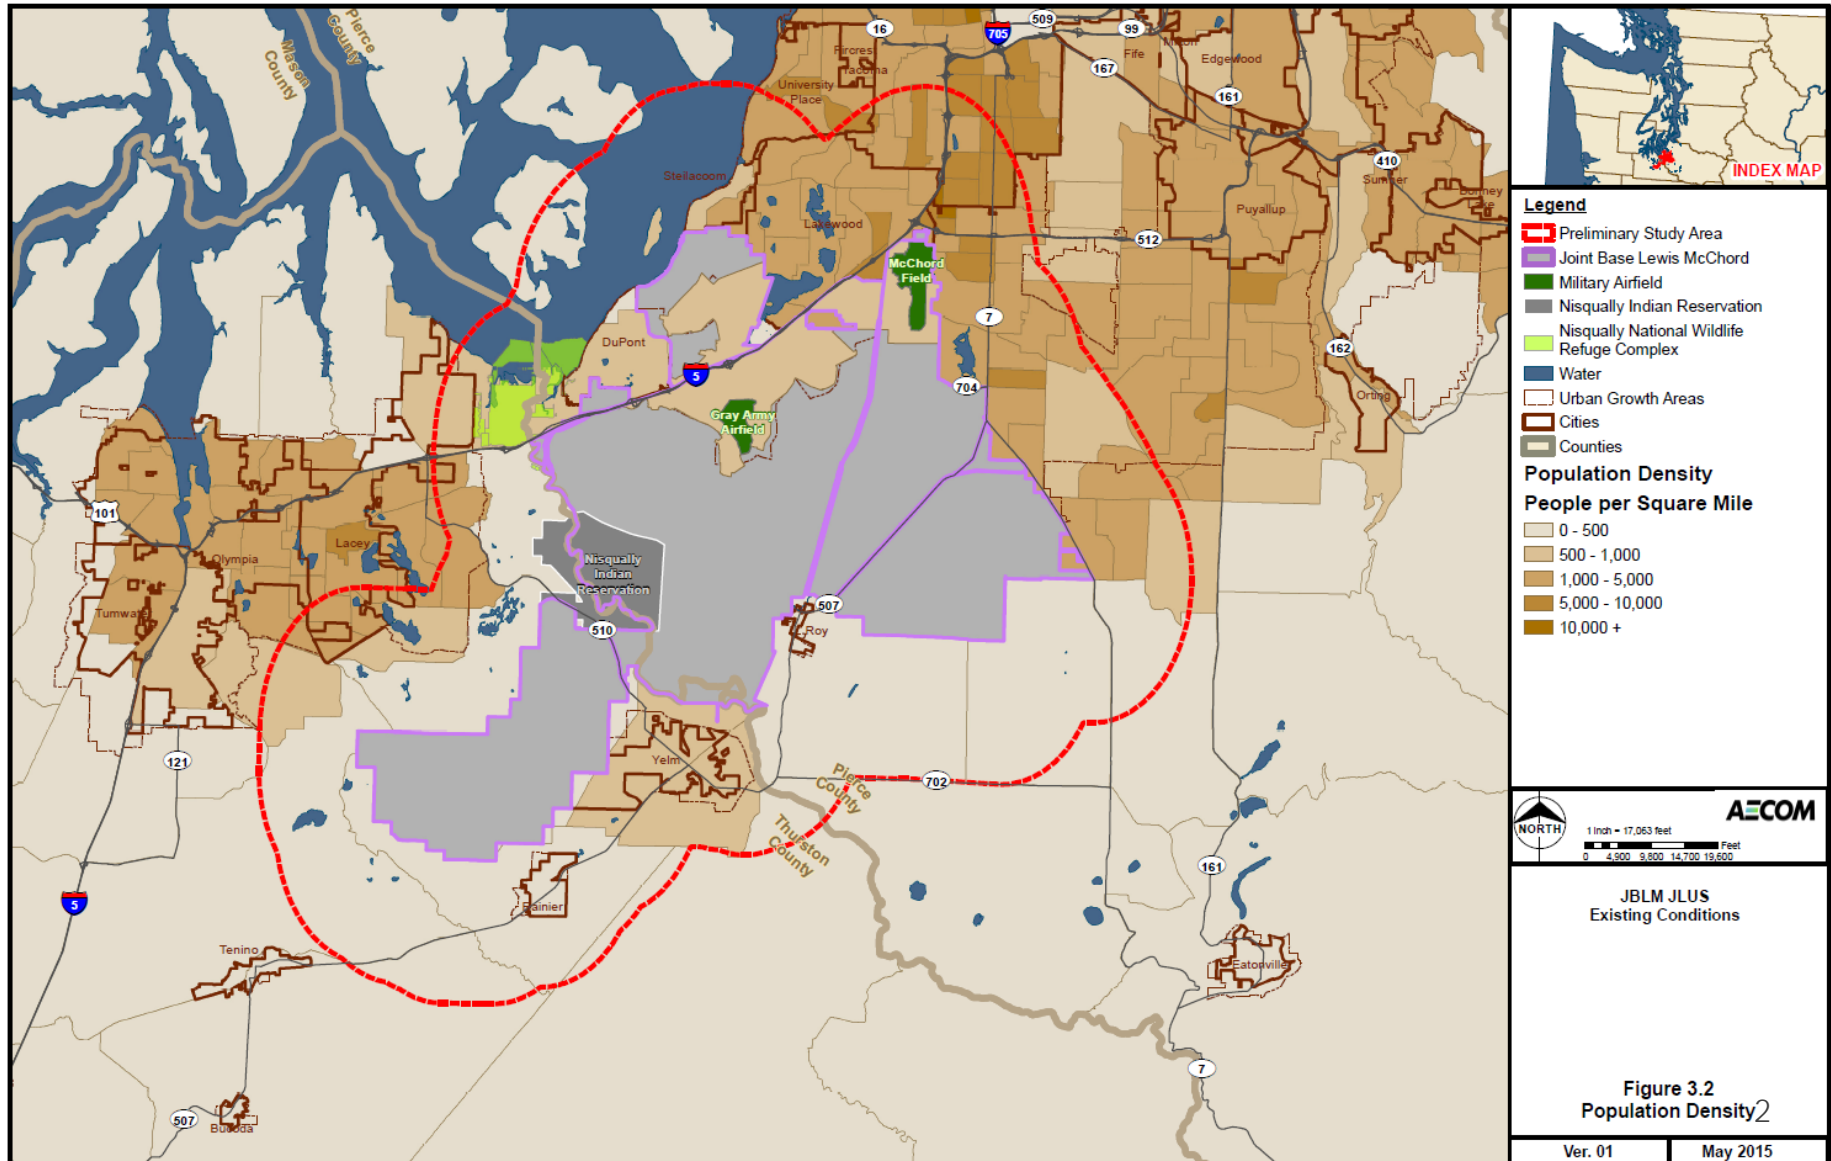 Pierce
County
Mason
County
16
705
509
99
Fife
Milton
Edgewood
167
161
Fircres
Tacoma
University
Place
410
Sumner
Bonney
Lake
Steilacoom
Lakewood
Puyallup
512
McChord
Field
7
DuPont
162
5
704
Orting
Gray Army
Airfield
101
Olympia
Lacey
Nisqually
Indian
Reservation
Tumwater
507
Roy
510
121
Yelm
702
Pierce
County
Thurston
County
161
5
Rainier
Tenino
Eatonville
7
507
Bucoda
INDEX MAP
Legend
Preliminary Study Area
Joint Base Lewis McChord
Military Airfield
Nisqually Indian Reservation
Nisqually National Wildlife
Refuge Complex
Water
Urban Growth Areas
Cities
Counties
Population Density
People per Square Mile
0 - 500
500 - 1,000
1,000 - 5,000
5,000 - 10,000
10,000 +
NORTH
AECOM
1 inch = 17,063 feet
Feet
0 4,900 9,800 14,700 19,600
JBLM JLUS
Existing Conditions
Figure 3.2
Population Density2
Ver. 01 May 2015